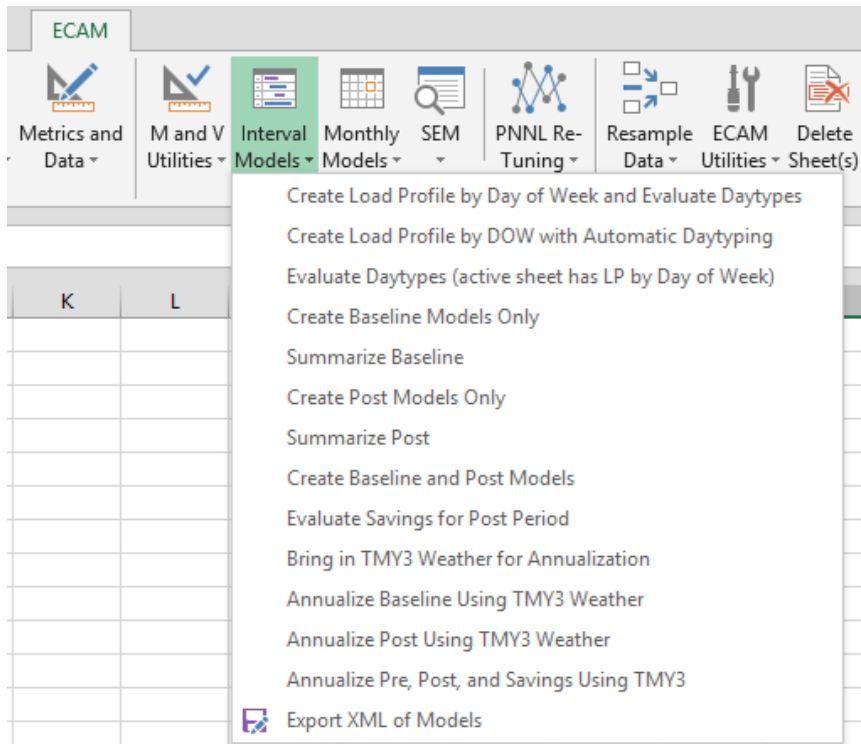 ECAM
Metrics and
Data
M and V
Utilities
Interval
Models
Monthly
Models
SEM
PNNL Re-
Tuning
Resample
Data
ECAM
Utilities
Delete
Sheet(s)
K
L
Create Load Profile by Day of Week and Evaluate Daytypes
Create Load Profile by DOW with Automatic Daytyping
Evaluate Daytypes (active sheet has LP by Day of Week)
Create Baseline Models Only
Summarize Baseline
Create Post Models Only
Summarize Post
Create Baseline and Post Models
Evaluate Savings for Post Period
Bring in TMY3 Weather for Annualization
Annualize Baseline Using TMY3 Weather
Annualize Post Using TMY3 Weather
Annualize Pre, Post, and Savings Using TMY3
Export XML of Models